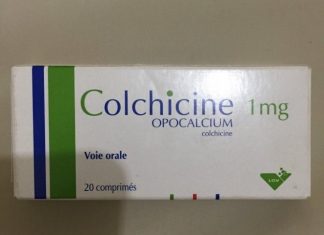 Colchicine 1mg
OPOCALCIUM
colchicine
Voie orale
20 comprimés